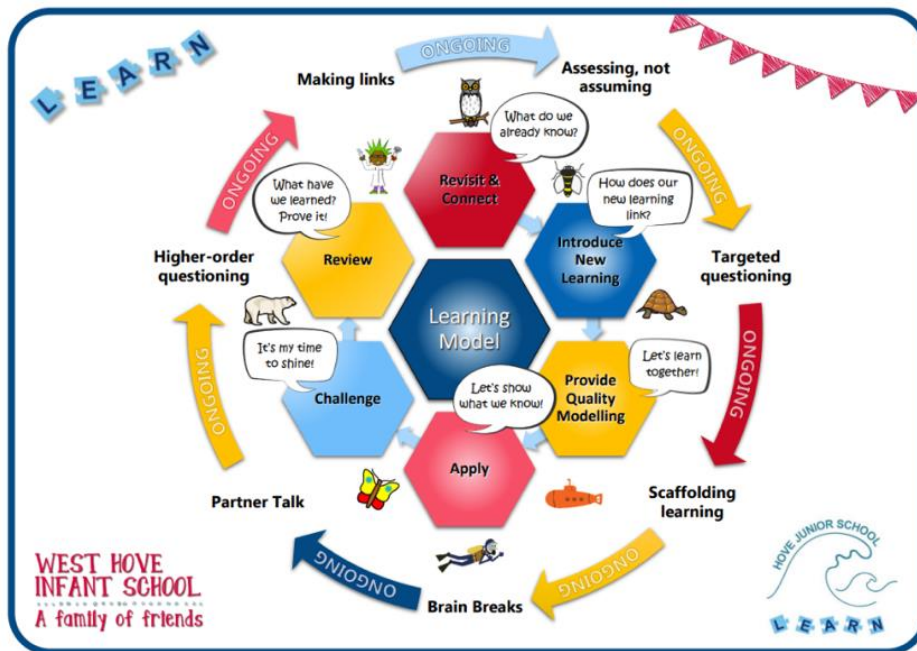 LEARN
ONGOING
Making links
Assessing, not
assuming
What do we
already know?
ONGOING
ONGOING
Revisit &
Connect
What have
we learned?
Prove it!
How does our
new learning
link?
Higher-order
questioning
Review
Introduce
New
Learning
Targeted
questioning
Learning
Model
It's my time
to shine!
Let's learn
together!
ONGOING
ONGOING
Challenge
Let's show
what we know!
Provide
Quality
Modelling
Apply
Partner Talk
Scaffolding
learning
ONGOING
ONGOING
Brain Breaks
WEST HOVE
INFANT SCHOOL
A family of friends
HOVE JUNIOR SCHOOL
LEARN